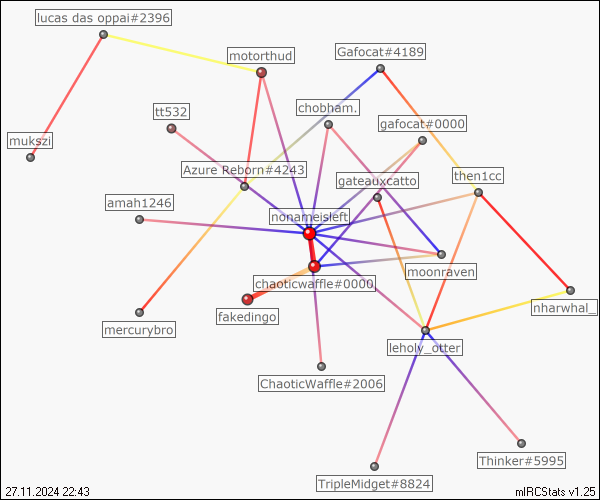 lucas das oppai#2396
motorthud
Gafocat#4189
tt532
chobham.
gafocat#0000
mukszi
Azure Reborn#4243
gateauxcatto
then1cc
amah1246
nonameisleft
moonraven
chaoticwaffle#0000
nharwhal_
fakedingo
mercurybro
leholy_otter
ChaoticWaffle#2006
Thinker#5995
TripleMidget#8824
27.11.2024 22:43
mIRCStats v1.25